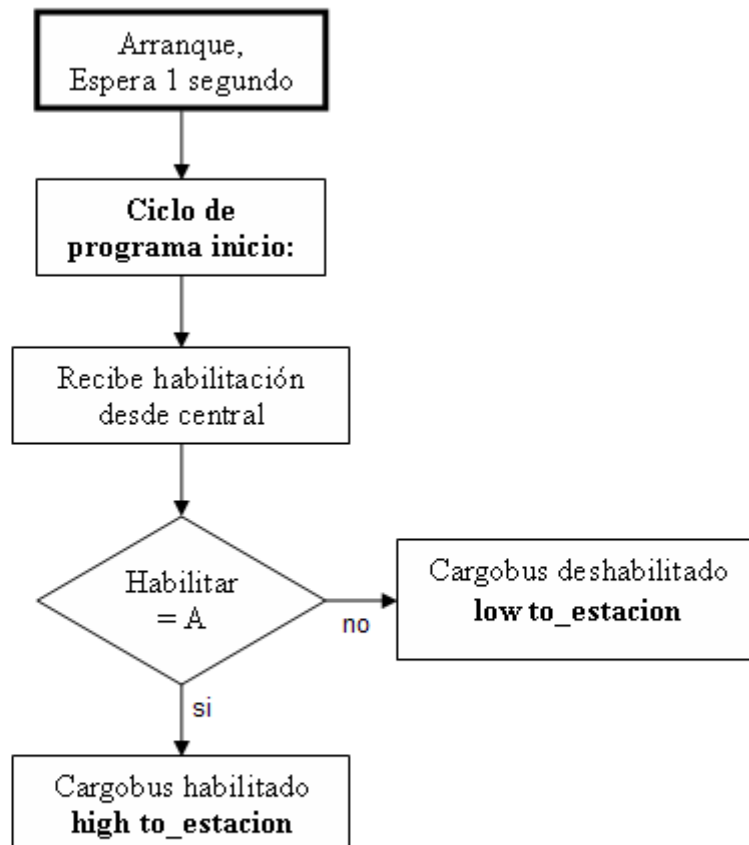 Arranque,
Espera 1 segundo
Ciclo de
programa inicio:
Recibe habilitación
desde central
Habilitar
= A
no
Cargobus deshabilitado
low to_estacion
si
Cargobus habilitado
high to_estacion